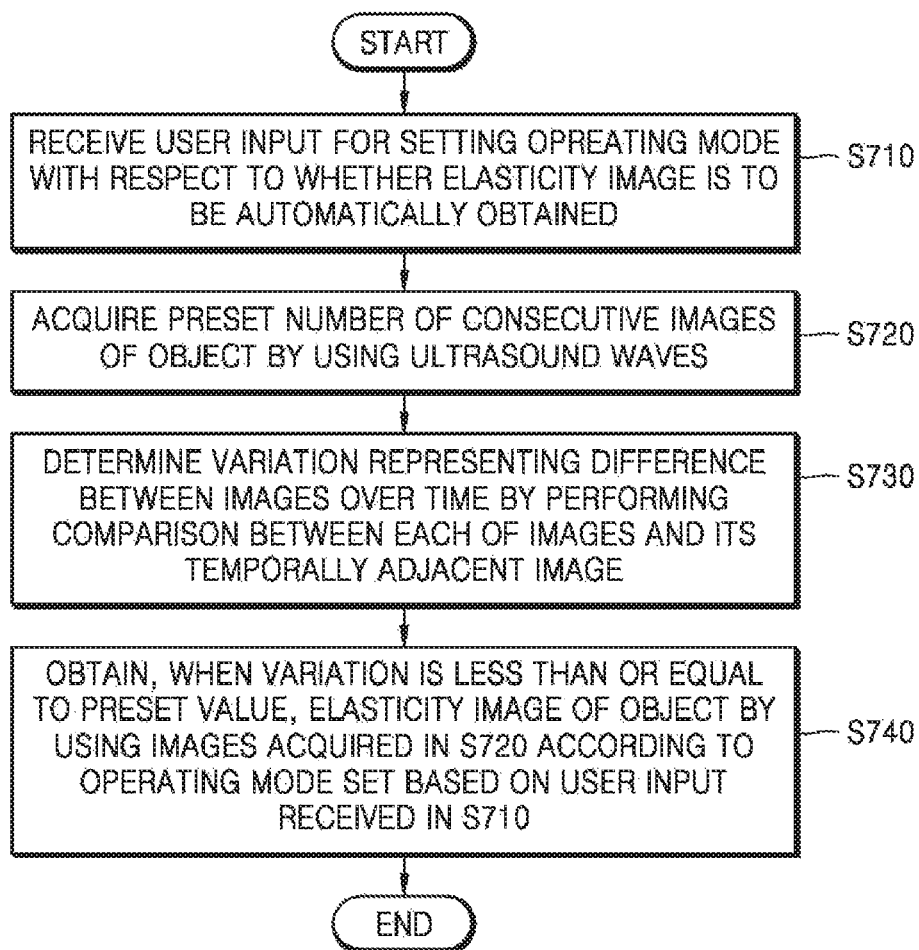 START
RECEIVE USER INPUT FOR SETTING OPREATING MODE
WITH RESPECT TO WHETHER ELASTICITY IMAGE IS TO
BE AUTOMATICALLY OBTAINED
S710
ACQUIRE PRESET NUMBER OF CONSECUTIVE IMAGES
OF OBJECT BY USING ULTRASOUND WAVES
S720
DETERMINE VARIATION REPRESENTING DIFFERENCE
BETWEEN IMAGES OVER TIME BY PERFORMING
COMPARISON BETWEEN EACH OF IMAGES AND ITS
TEMPORALLY ADJACENT IMAGE
S730
OBTAIN, WHEN VARIATION IS LESS THAN OR EQUAL
TO PRESET VALUE, ELASTICITY IMAGE OF OBJECT BY
USING IMAGES ACQUIRED IN S720 ACCORDING TO
OPERATING MODE SET BASED ON USER INPUT
RECEIVED IN S710
S740
END